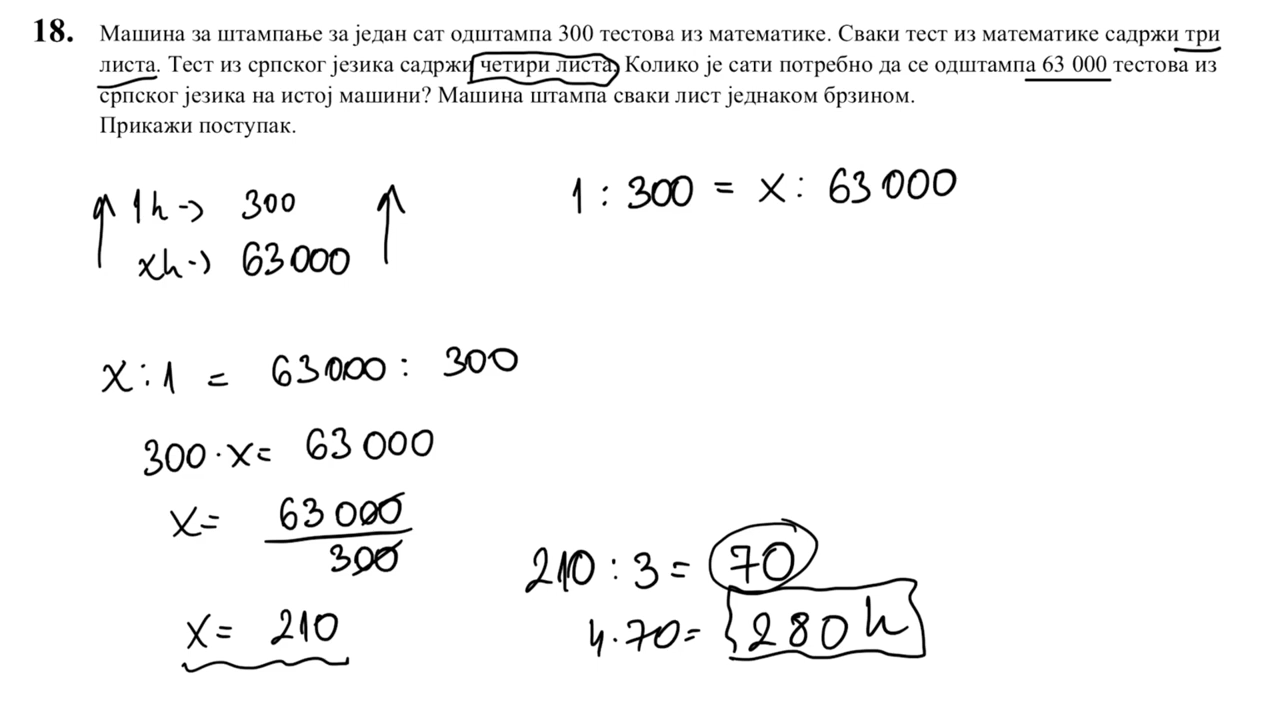 18. Машина за штампање за један сат одштампа 300 тестова из математике. Сваки тест из математике садржи три
листа. Тест из српског језика садржи четири листа. Колико је сати потребно да се одштампа 63 000 тестова из
српског језика на истој машини? Машина штампа сваки лист једнаком брзином.
Прикажи поступак.
1h -> 300
xh -> 63000
1 : 300 = x : 63000
x : 1 = 63000 : 300
300 · x = 63 000
x = 63 000 / 300
x = 210
210 : 3 = 70
4 · 70 = 280 h